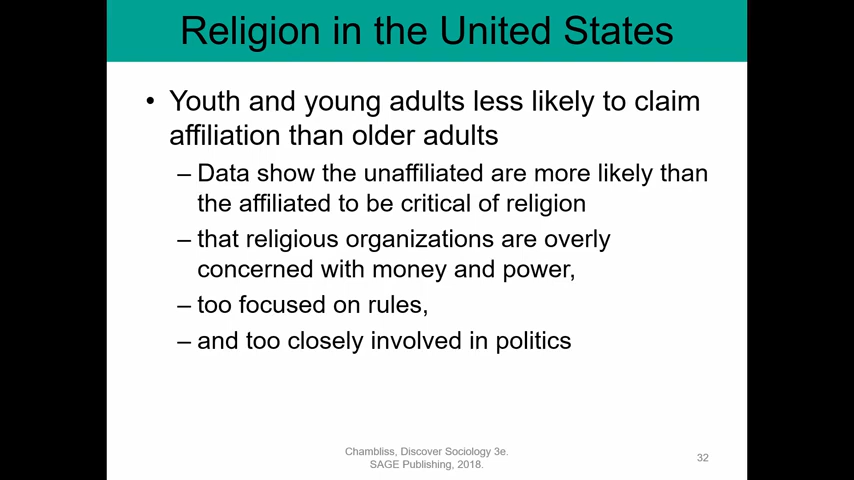 Religion in the United States
• Youth and young adults less likely to claim
affiliation than older adults
– Data show the unaffiliated are more likely than
the affiliated to be critical of religion
– that religious organizations are overly
concerned with money and power,
– too focused on rules,
– and too closely involved in politics
Chambliss, Discover Sociology 3e.
SAGE Publishing, 2018.
32